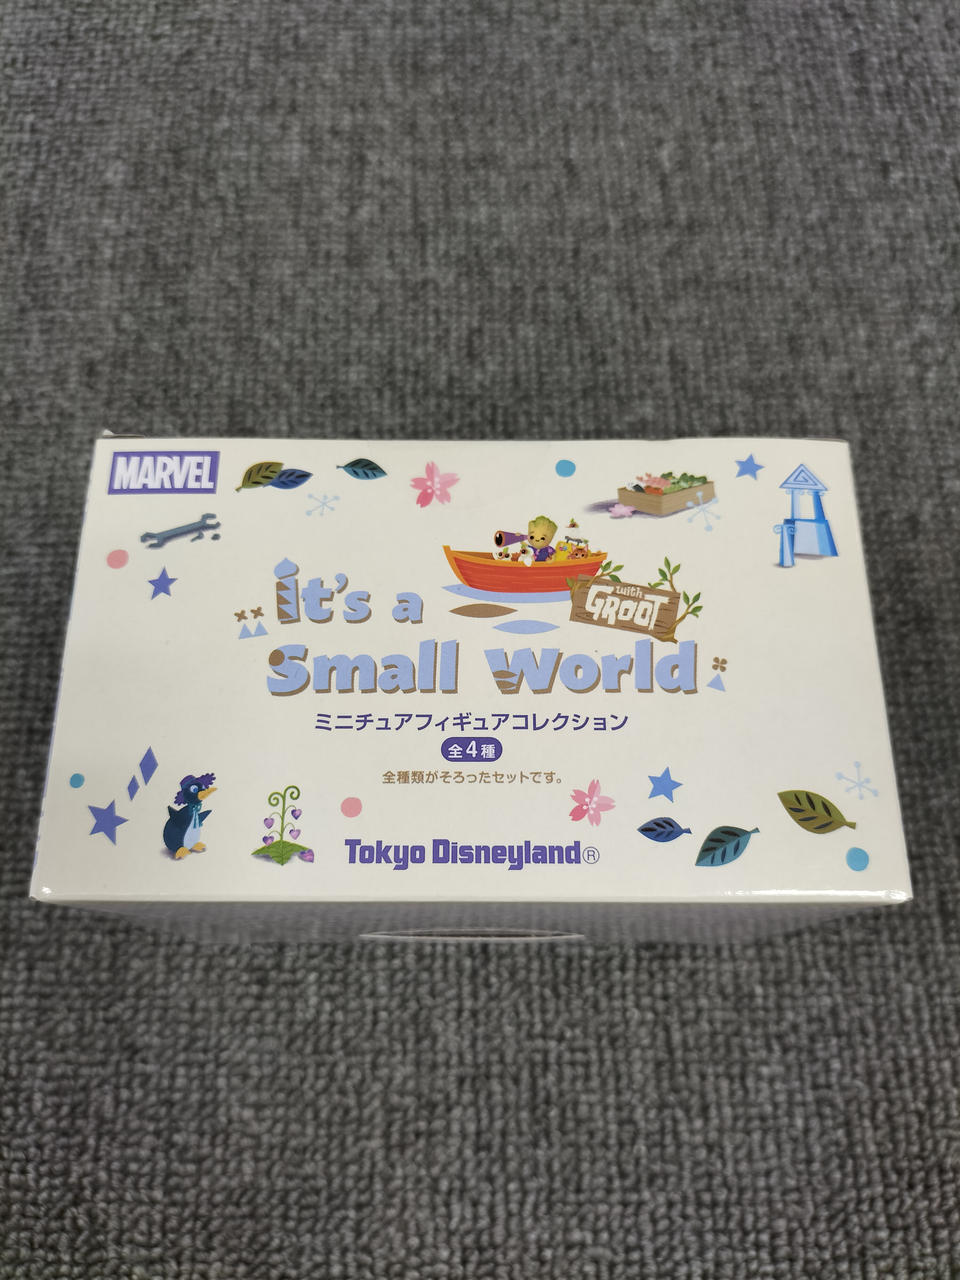 MARVEL
it's a
with
GROOT
Small World
ミニチュアフィギュアコレクション
全4種
全種類がそろったセットです。
Tokyo Disneyland®